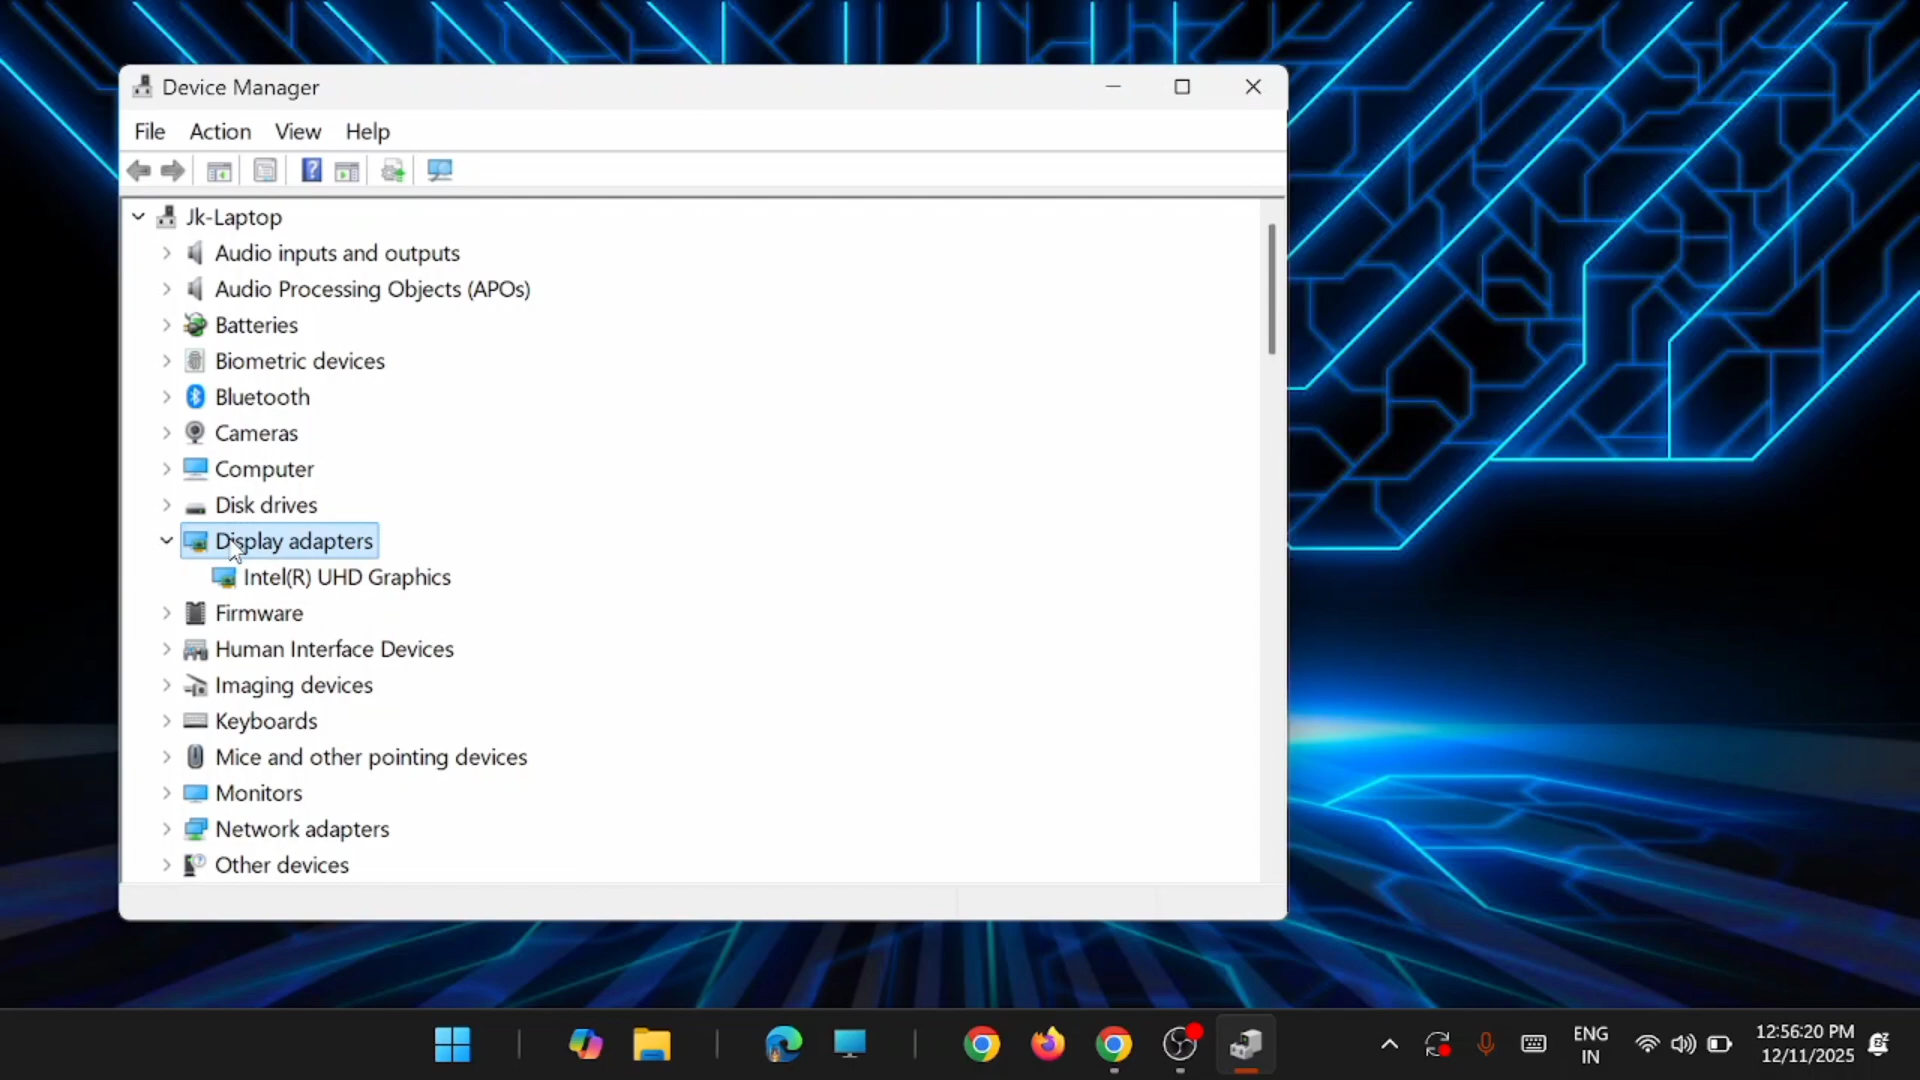 Device Manager
File Action View Help
Jk-Laptop
Audio inputs and outputs
Audio Processing Objects (APOs)
Batteries
Biometric devices
Bluetooth
Cameras
Computer
Disk drives
Display adapters
Intel(R) UHD Graphics
Firmware
Human Interface Devices
Imaging devices
Keyboards
Mice and other pointing devices
Monitors
Network adapters
Other devices
ENG
IN
12:56:20 PM
12/11/2025